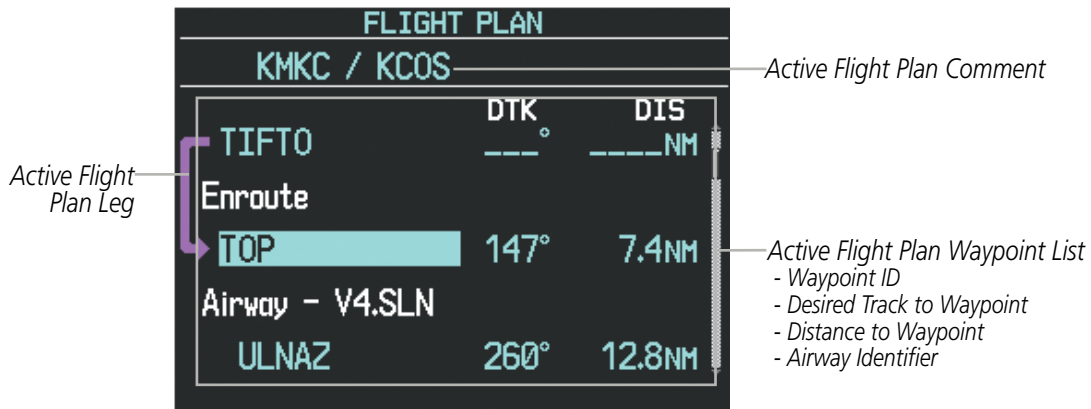 FLIGHT PLAN
KMKC / KCOS
Active Flight Plan Comment
DTK DIS
TIFTO ___° ____NM
Active Flight
Plan Leg
Enroute
TOP 147° 7.4NM
Active Flight Plan Waypoint List
- Waypoint ID
- Desired Track to Waypoint
- Distance to Waypoint
- Airway Identifier
Airway - V4.SLN
ULNAZ 260° 12.8NM